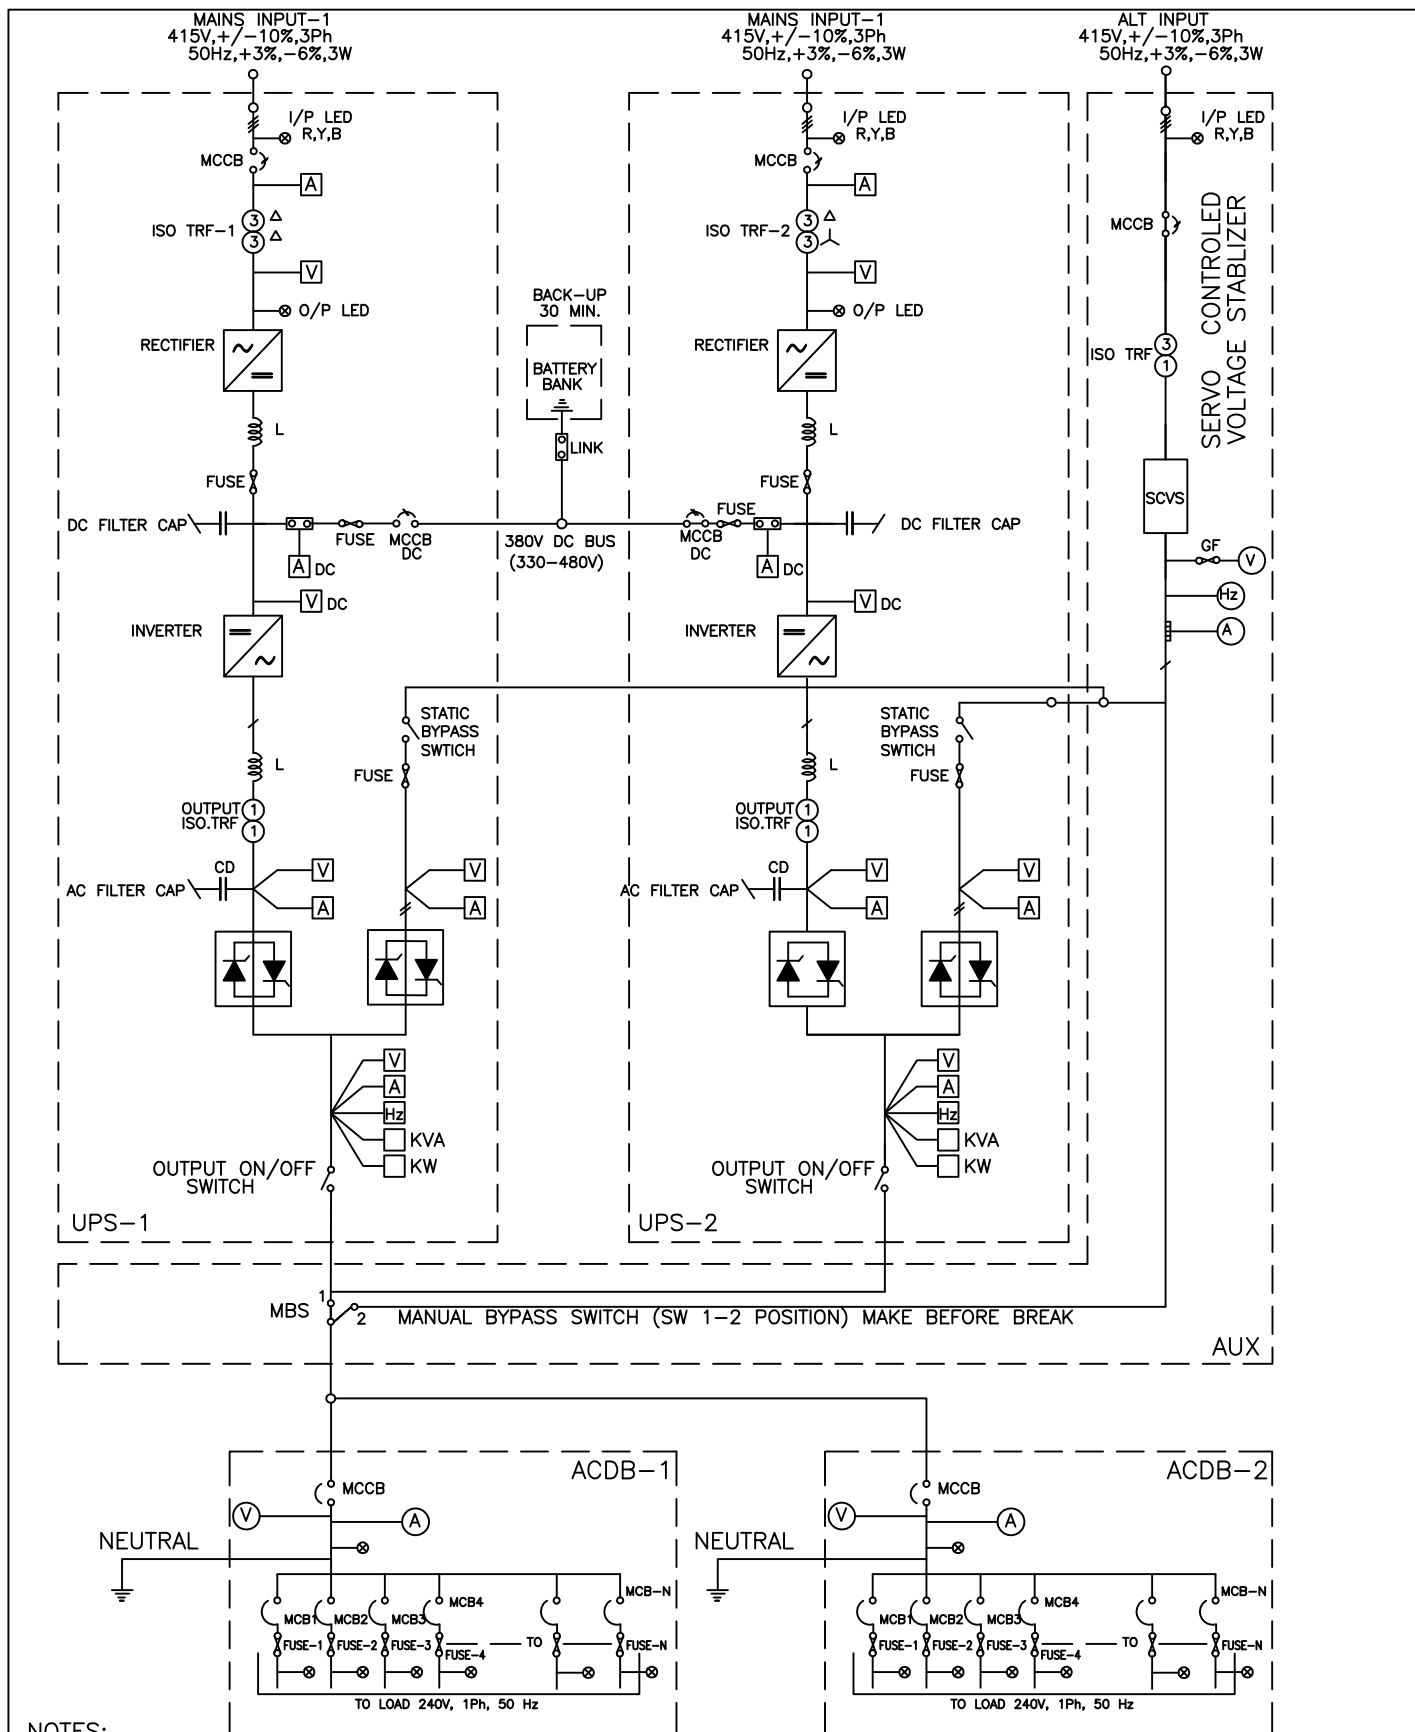 MAINS INPUT-1
415V,+/-10%,3Ph
50Hz,+3%,-6%,3W
MAINS INPUT-1
415V,+/-10%,3Ph
50Hz,+3%,-6%,3W
ALT INPUT
415V,+/-10%,3Ph
50Hz,+3%,-6%,3W
I/P LED
R,Y,B
MCCB
A
ISO TRF-1
3
3
V
O/P LED
RECTIFIER
L
FUSE
DC FILTER CAP
FUSE
MCCB
DC
A DC
V DC
INVERTER
BACK-UP
30 MIN.
BATTERY
BANK
LINK
380V DC BUS
(330-480V)
I/P LED
R,Y,B
MCCB
A
ISO TRF-2
3
3
V
O/P LED
RECTIFIER
L
FUSE
FUSE
MCCB
DC
DC FILTER CAP
A DC
V DC
INVERTER
I/P LED
R,Y,B
MCCB
ISO TRF
3
1
SERVO CONTROLED
VOLTAGE STABLIZER
SCVS
GF
V
Hz
A
STATIC
BYPASS
SWTICH
L
FUSE
OUTPUT
ISO.TRF
1
1
CD
AC FILTER CAP
V
A
V
A
V
A
Hz
KVA
KW
OUTPUT ON/OFF
SWITCH
UPS-1
STATIC
BYPASS
SWTICH
L
FUSE
OUTPUT
ISO.TRF
1
1
CD
AC FILTER CAP
V
A
V
A
V
A
Hz
KVA
KW
OUTPUT ON/OFF
SWITCH
UPS-2
MBS
1
2
MANUAL BYPASS SWITCH (SW 1-2 POSITION) MAKE BEFORE BREAK
AUX
ACDB-1
MCCB
V
A
NEUTRAL
MCB1
MCB2
MCB3
MCB4
MCB-N
FUSE-1
FUSE-2
FUSE-3
FUSE-4
TO
FUSE-N
TO LOAD 240V, 1Ph, 50 Hz
ACDB-2
MCCB
V
A
NEUTRAL
MCB1
MCB2
MCB3
MCB4
MCB-N
FUSE-1
FUSE-2
FUSE-3
FUSE-4
TO
FUSE-N
TO LOAD 240V, 1Ph, 50 Hz
NOTES: